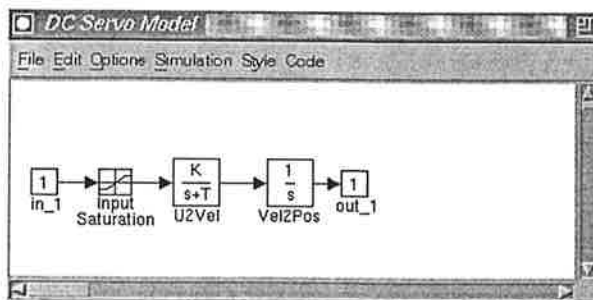 DC Servo Model
File Edit Options Simulation Style Code
1
in_1
Input
Saturation
K
s+T
U2Vel
1
s
Vel2Pos
1
out_1